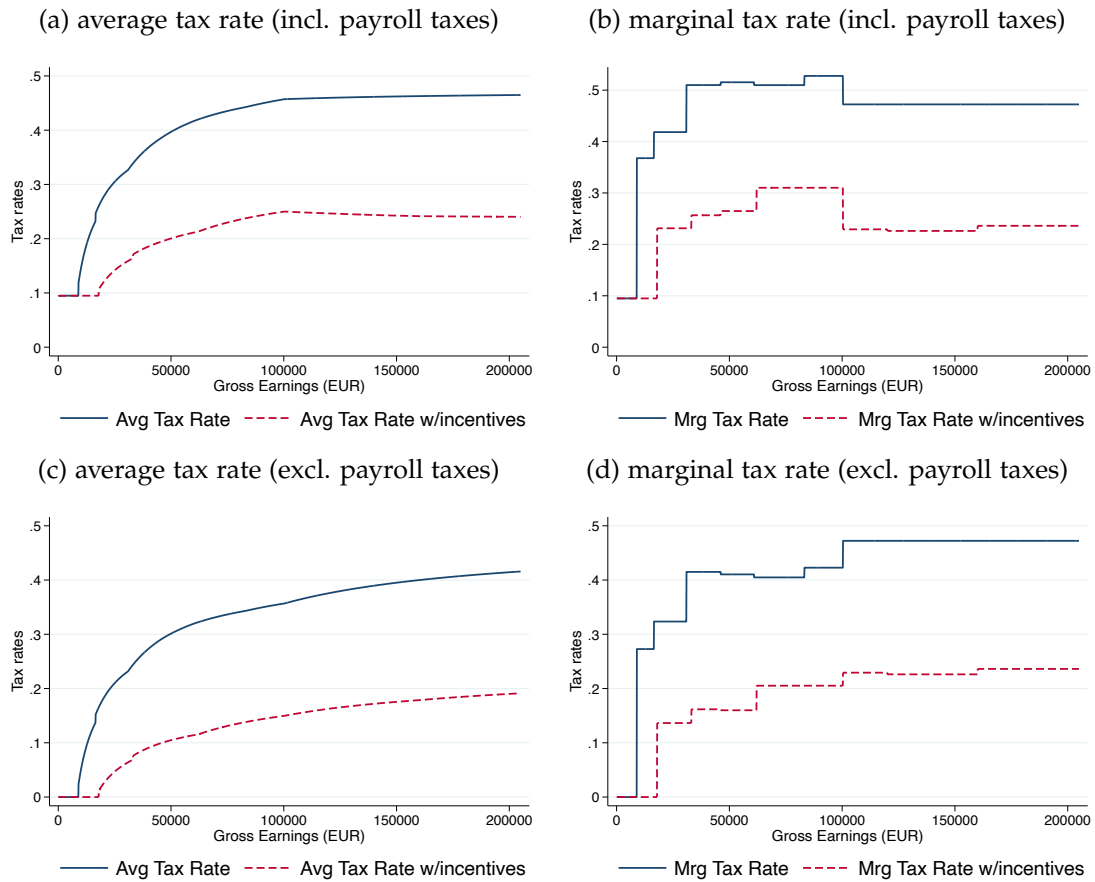 (a) average tax rate (incl. payroll taxes)
(b) marginal tax rate (incl. payroll taxes)
.5
.4
.3
.2
.1
0
Tax rates
0 50000 100000 150000 200000
Gross Earnings (EUR)
Avg Tax Rate Avg Tax Rate w/incentives
.5
.4
.3
.2
.1
0
Tax rates
0 50000 100000 150000 200000
Gross Earnings (EUR)
Mrg Tax Rate Mrg Tax Rate w/incentives
(c) average tax rate (excl. payroll taxes)
(d) marginal tax rate (excl. payroll taxes)
.5
.4
.3
.2
.1
0
Tax rates
0 50000 100000 150000 200000
Gross Earnings (EUR)
Avg Tax Rate Avg Tax Rate w/incentives
.5
.4
.3
.2
.1
0
Tax rates
0 50000 100000 150000 200000
Gross Earnings (EUR)
Mrg Tax Rate Mrg Tax Rate w/incentives